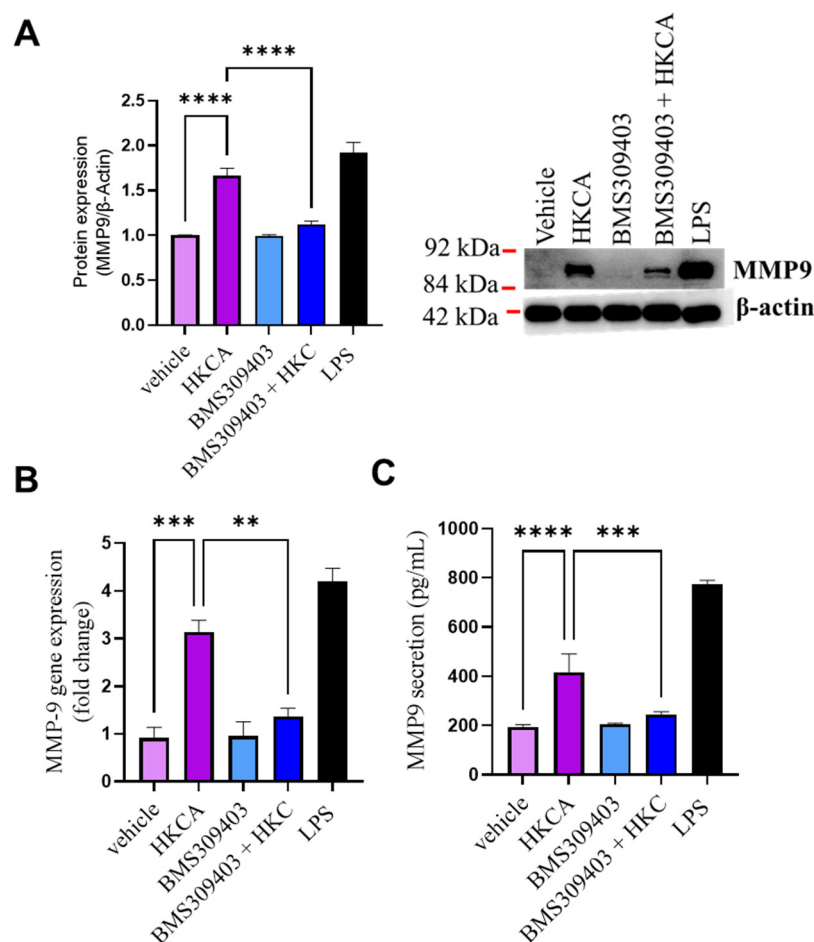 A
**** ****
Protein expression
(MMP9/β-Actin)
2.5
2.0
1.5
1.0
0.5
0.0
vehicle
HKCA
BMS309403
BMS309403 + HKC
LPS
Vehicle
HKCA
BMS309403
BMS309403 + HKCA
LPS
92 kDa
84 kDa
42 kDa
MMP9
β-actin
B
*** **
MMP-9 gene expression
(fold change)
5
4
3
2
1
0
vehicle
HKCA
BMS309403
BMS309403 + HKC
LPS
C
**** ***
MMP9 secretion (pg/mL)
1000
800
600
400
200
0
vehicle
HKCA
BMS309403
BMS309403 + HKC
LPS